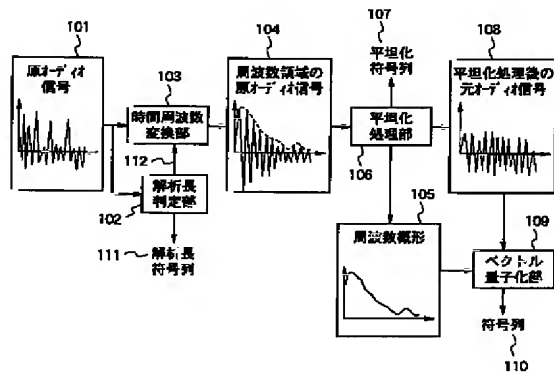 101
原オーディオ
信号
103
時間周波数
変換部
112
解析長
判定部
102
111
解析長
符号列
104
周波数領域の
原オーディオ信号
107
平坦化
符号列
平坦化
処理部
106
105
周波数概形
108
平坦化処理後の
元オーディオ信号
109
ベクトル
量子化部
符号列
110